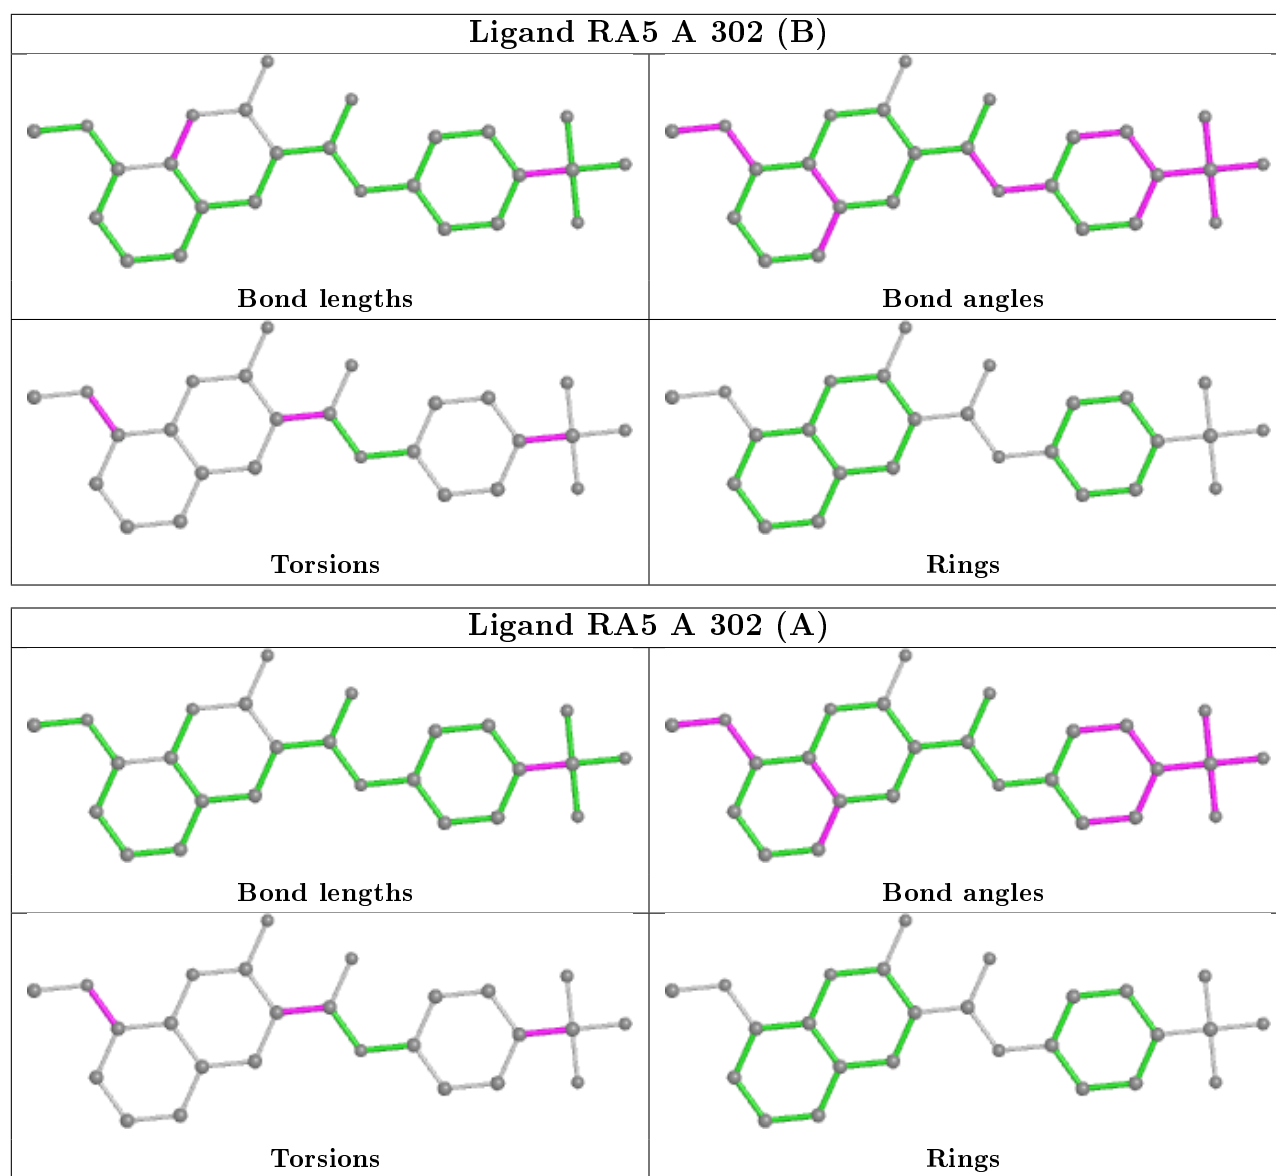 Ligand RA5 A 302 (B)
Bond lengths
Bond angles
Torsions
Rings
Ligand RA5 A 302 (A)
Bond lengths
Bond angles
Torsions
Rings